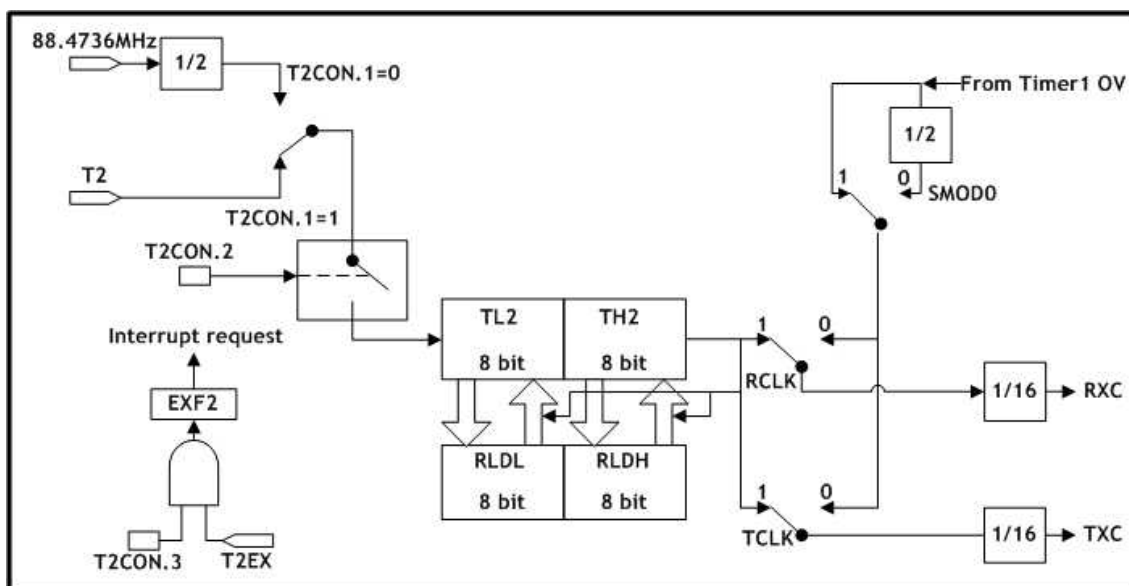 88.4736MHz
1/2
T2CON.1=0
From Timer1 OV
1/2
T2
1
0
SMOD0
T2CON.1=1
T2CON.2
TL2
TH2
8 bit
8 bit
1
0
Interrupt request
RCLK
1/16
RXC
EXF2
RLDL
RLDH
8 bit
8 bit
1
0
TCLK
1/16
TXC
T2CON.3
T2EX